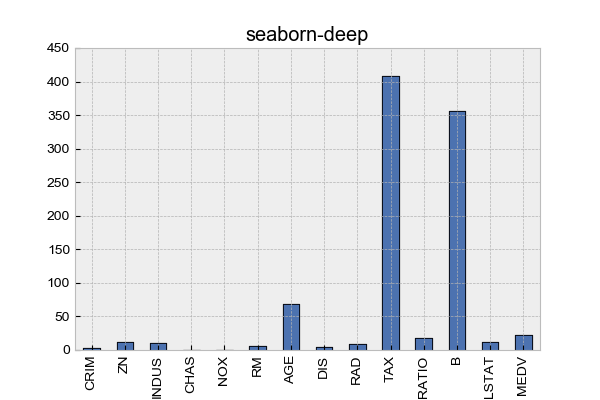 seaborn-deep
450
400
350
300
250
200
150
100
50
0
CRIM
ZN
INDUS
CHAS
NOX
RM
AGE
DIS
RAD
TAX
RATIO
B
LSTAT
MEDV